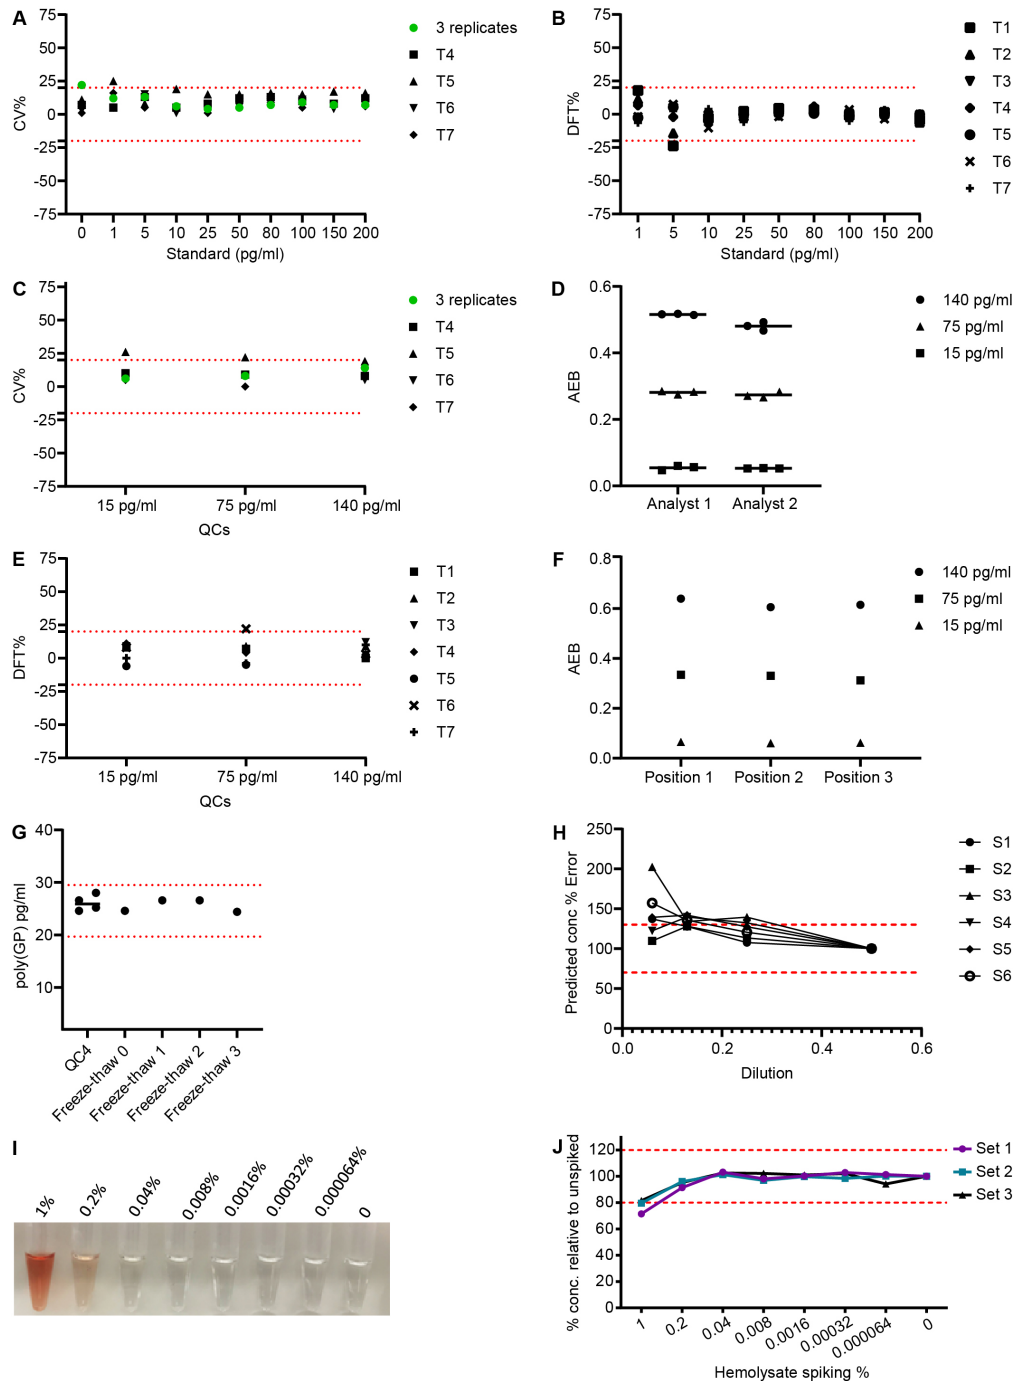 A
75
50
25
0
-25
-50
-75
CV%
0 1 5 10 25 50 80 100 150 200
Standard (pg/ml)
3 replicates
T4
T5
T6
T7
B
75
50
25
0
-25
-50
-75
DFT%
1 5 10 25 50 80 100 150 200
Standard (pg/ml)
T1
T2
T3
T4
T5
T6
T7
C
75
50
25
0
-25
-50
-75
CV%
15 pg/ml 75 pg/ml 140 pg/ml
QCs
3 replicates
T4
T5
T6
T7
D
0.6
0.4
0.2
0.0
AEB
Analyst 1 Analyst 2
140 pg/ml
75 pg/ml
15 pg/ml
E
75
50
25
0
-25
-50
-75
DFT%
15 pg/ml 75 pg/ml 140 pg/ml
QCs
T1
T2
T3
T4
T5
T6
T7
F
0.8
0.6
0.4
0.2
0.0
AEB
Position 1 Position 2 Position 3
140 pg/ml
75 pg/ml
15 pg/ml
G
40
30
20
10
poly(GP) pg/ml
QC4
Freeze-thaw 0
Freeze-thaw 1
Freeze-thaw 2
Freeze-thaw 3
H
250
200
150
100
50
0
Predicted conc % Error
0.0 0.2 0.4 0.6
Dilution
S1
S2
S3
S4
S5
S6
I
1% 0.2% 0.04% 0.008% 0.0016% 0.00032% 0.000064% 0
J
120
100
80
60
40
20
0
% conc. relative to unspiked
1 0.2 0.04 0.008 0.0016 0.00032 0.000064 0
Hemolysate spiking %
Set 1
Set 2
Set 3